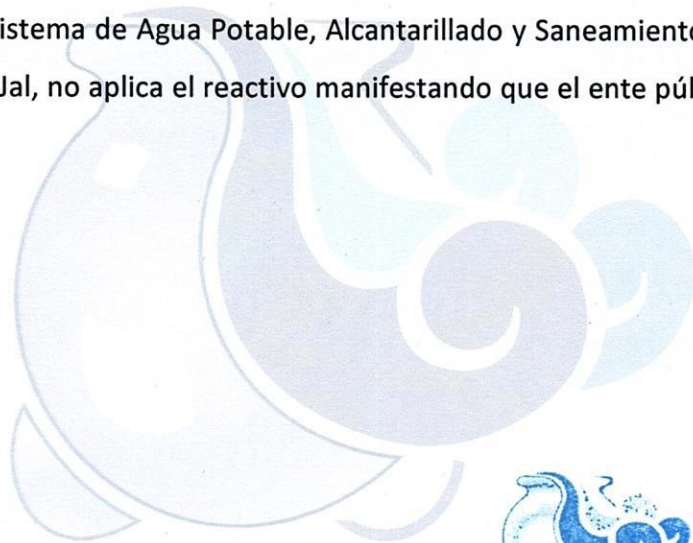 istema de Agua Potable, Alcantarillado y Saneamiento
Jal, no aplica el reactivo manifestando que el ente púb